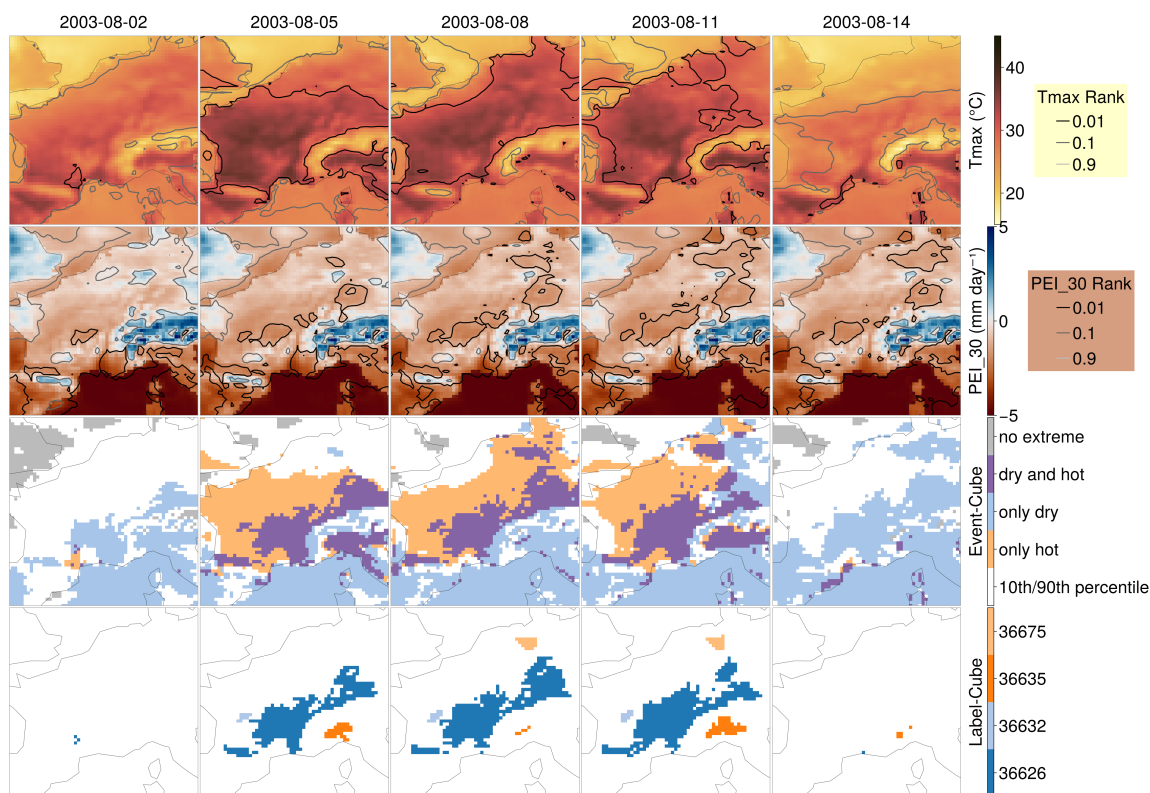 2003-08-02 2003-08-05 2003-08-08 2003-08-11 2003-08-14
40
30
20
Tmax (°C)
Tmax Rank
0.01
0.1
0.9
5
0
−5
PEI_30 (mm day⁻¹)
PEI_30 Rank
0.01
0.1
0.9
no extreme
dry and hot
only dry
only hot
10th/90th percentile
Event-Cube
36675
36635
36632
36626
Label-Cube